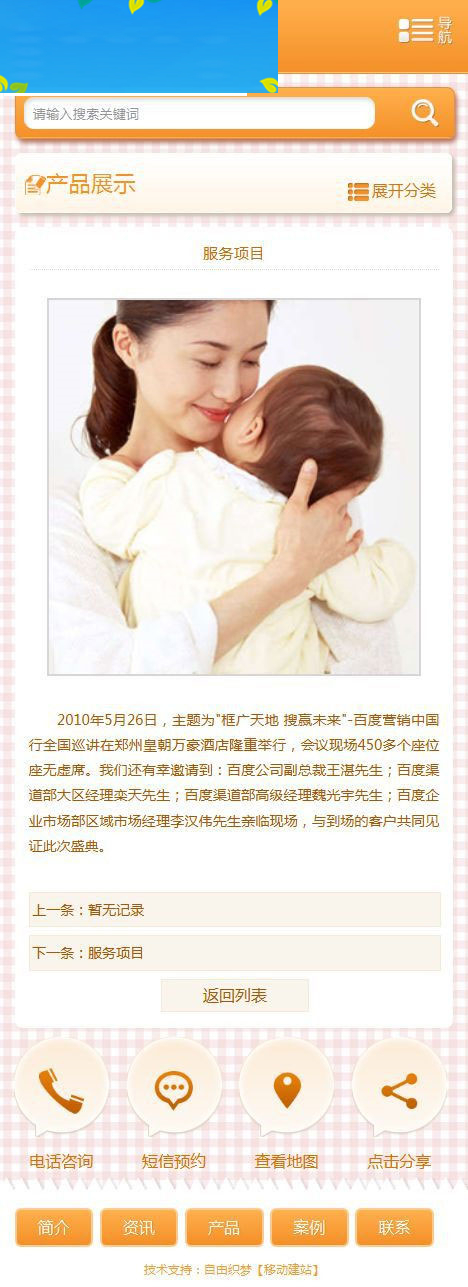 导航
请输入搜索关键词
产品展示
展开分类
服务项目
2010年5月26日，主题为"框广天地 搜赢未来"-百度营销中国
行全国巡讲在郑州皇朝万豪酒店隆重举行，会议现场450多个座位
座无虚席。我们还有幸邀请到：百度公司副总裁王湛先生；百度渠
道部大区经理栾天先生；百度渠道部高级经理魏光宇先生；百度企
业市场部区域市场经理李汉伟先生亲临现场，与到场的客户共同见
证此次盛典。
上一条：暂无记录
下一条：服务项目
返回列表
电话咨询 短信预约 查看地图 点击分享
简介 资讯 产品 案例 联系
技术支持：自由织梦【移动建站】